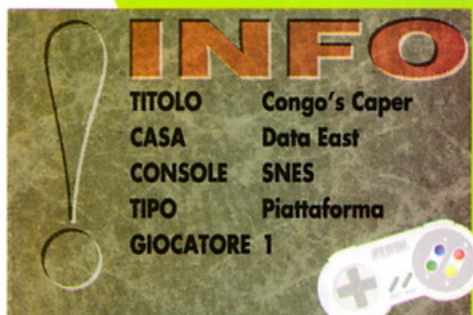 INFO
TITOLO Congo's Caper
CASA Data East
CONSOLE SNES
TIPO Piattaforma
GIOCATORE 1